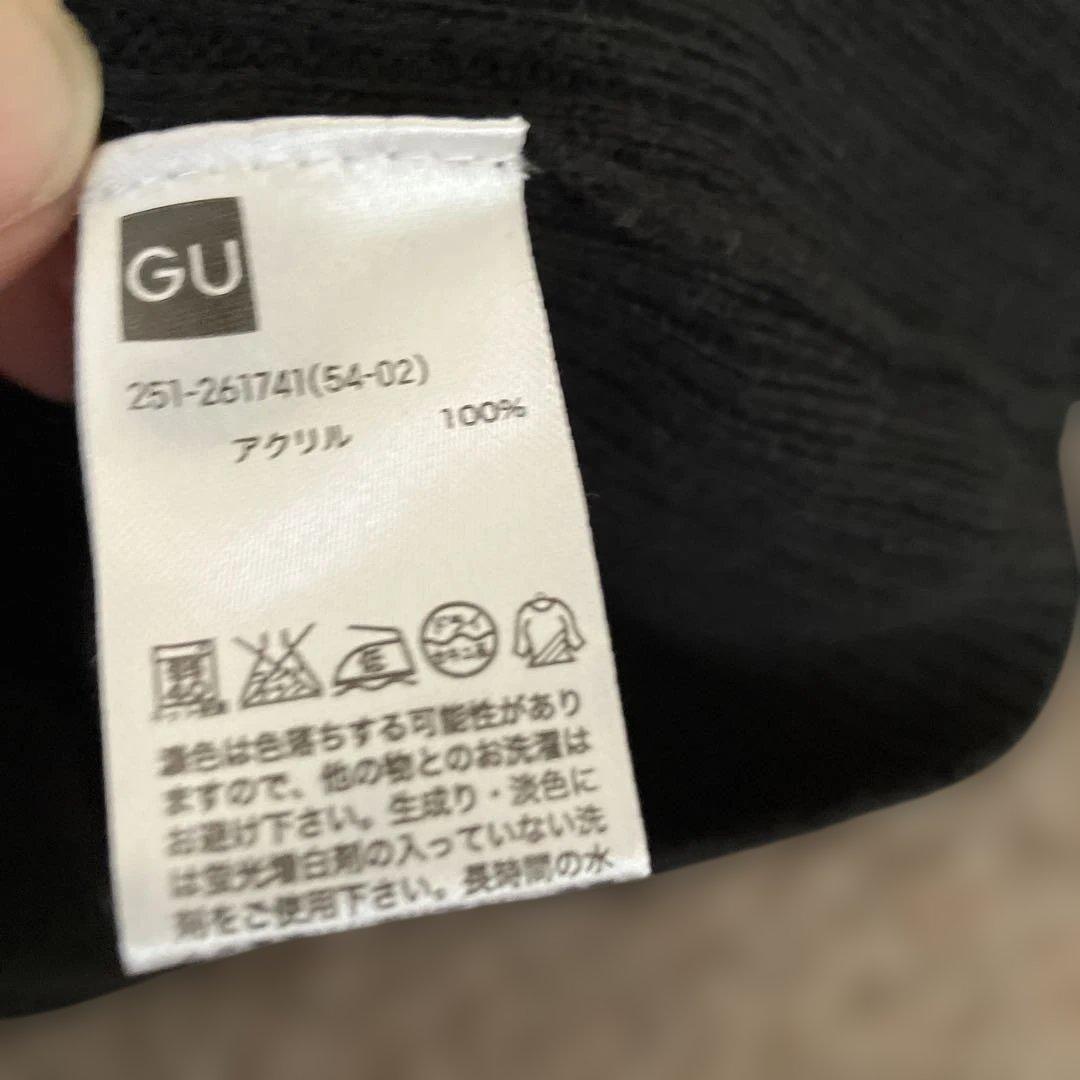 GU
251-261741(54-02)
アクリル 100%
低
ドライ
濃色は色落ちする可能性があり
ますので、他の物とのお洗濯は
お避け下さい。生成り・淡色に
は蛍光増白剤の入っていない洗
剤をご使用下さい。長時間の水